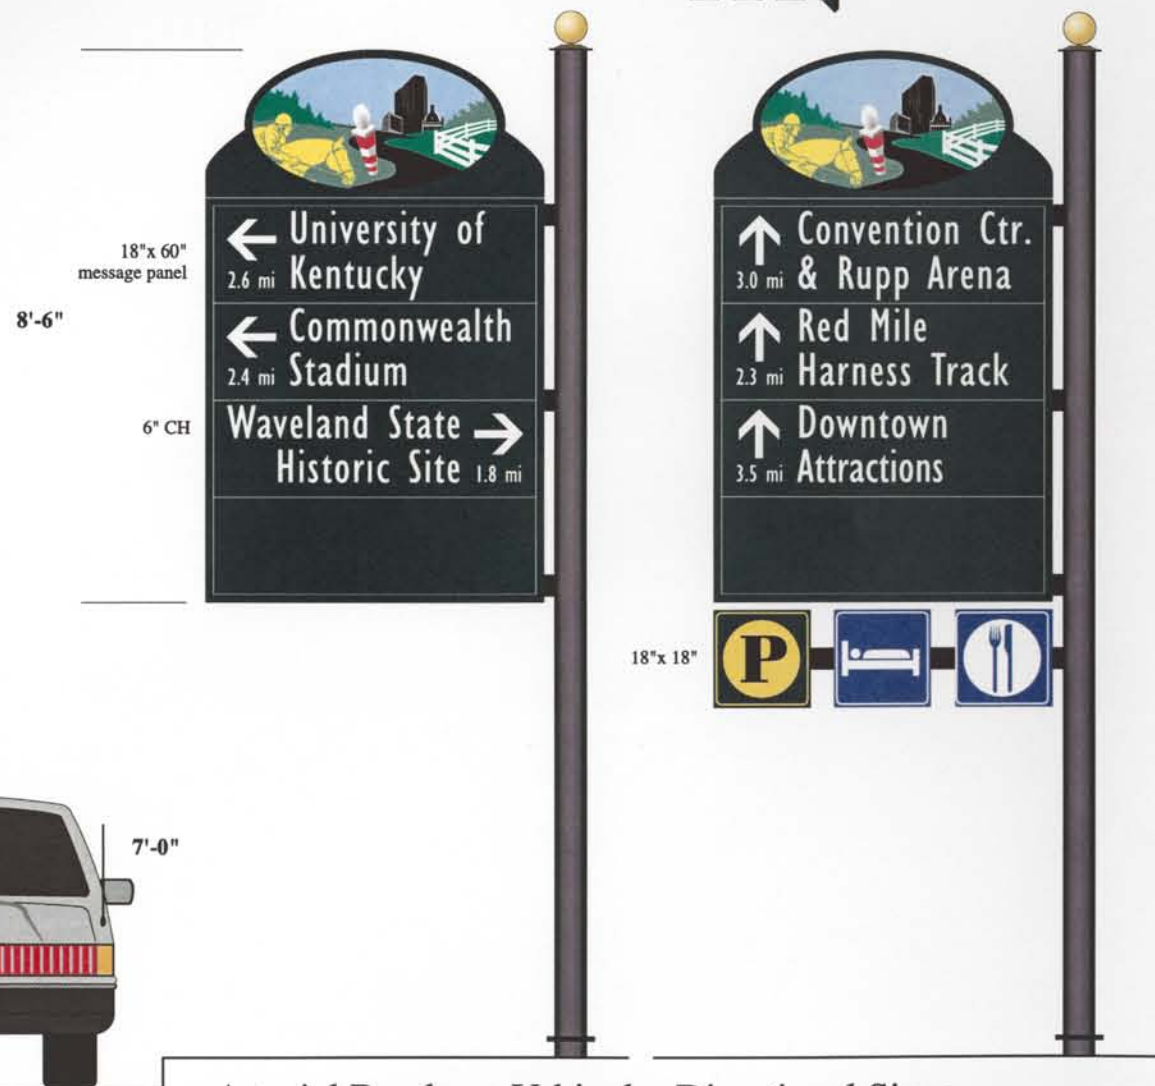 18"x 60"
message panel
8'-6"
6" CH
University of
2.6 mi Kentucky
Commonwealth
2.4 mi Stadium
Waveland State
Historic Site 1.8 mi
Convention Ctr.
3.0 mi & Rupp Arena
Red Mile
2.3 mi Harness Track
Downtown
3.5 mi Attractions
18"x 18"
P
7'-0"